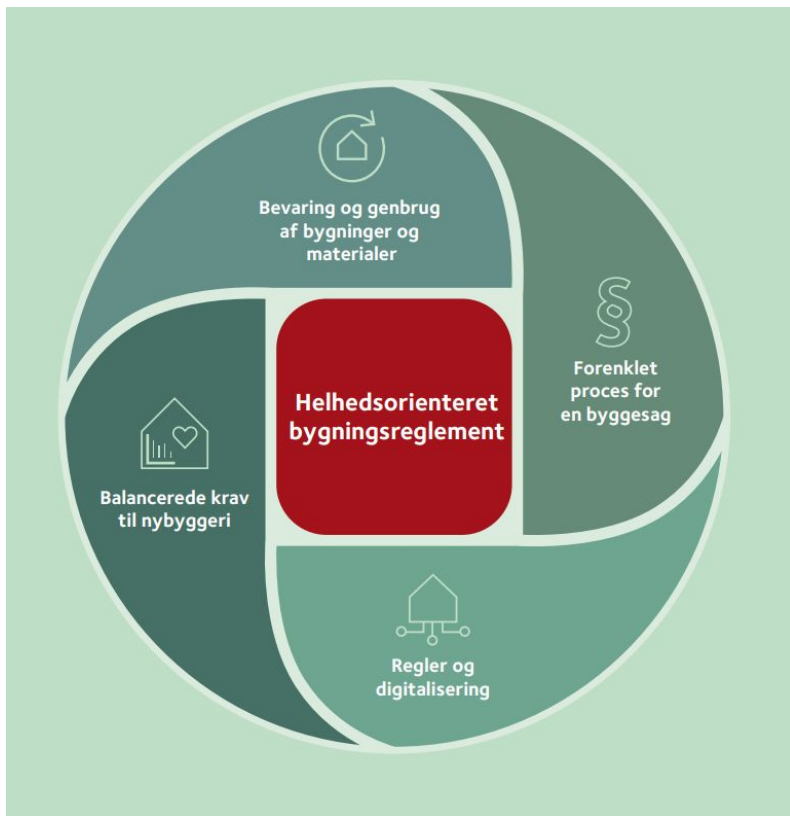 Bevaring og genbrug
af bygninger og
materialer
§
Forenklet
proces for
en byggesag
Helhedsorienteret
bygningsreglement
Balancerede krav
til nybyggeri
Regler og
digitalisering